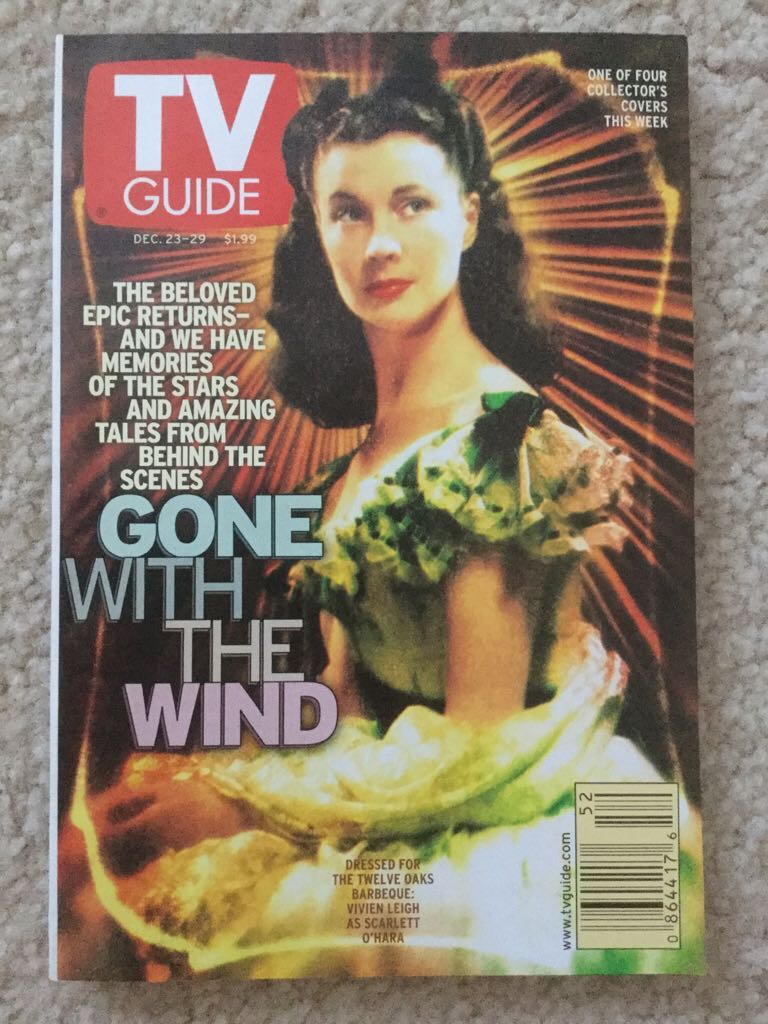 TV
GUIDE
®
DEC. 23–29 $1.99
ONE OF FOUR
COLLECTOR'S
COVERS
THIS WEEK
THE BELOVED
EPIC RETURNS–
AND WE HAVE
MEMORIES
OF THE STARS
AND AMAZING
TALES FROM
BEHIND THE
SCENES
GONE
WITH
THE
WIND
DRESSED FOR
THE TWELVE OAKS
BARBEQUE:
VIVIEN LEIGH
AS SCARLETT
O'HARA
www.tvguide.com
52
0 86441 7 6